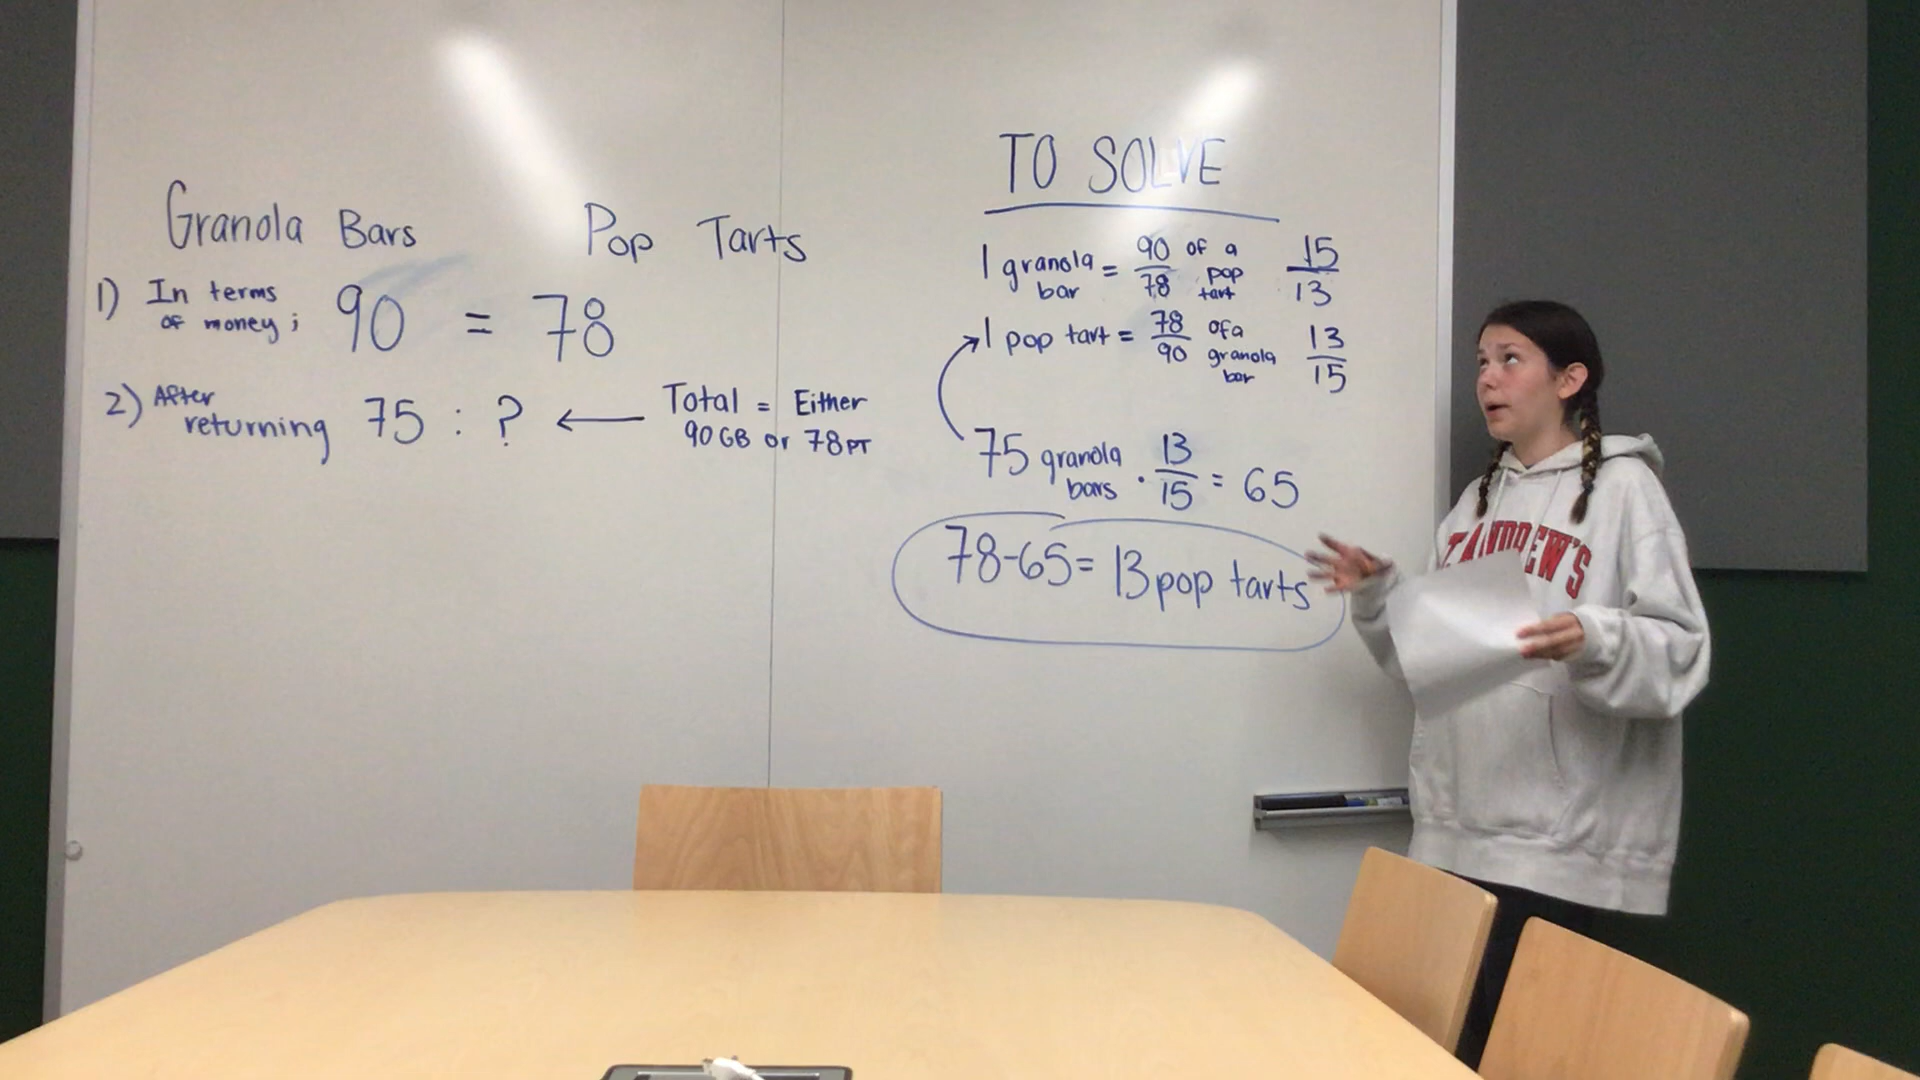 Granola Bars Pop Tarts
1) In terms of money; 90 = 78
2) After returning 75 : ? ← Total = Either 90 GB or 78 PT
TO SOLVE
1 granola bar = 90/78 of a pop tart 15/13
1 pop tart = 78/90 of a granola bar 13/15
75 granola bars · 13/15 = 65
78-65 = 13 pop tarts
ANDREW'S